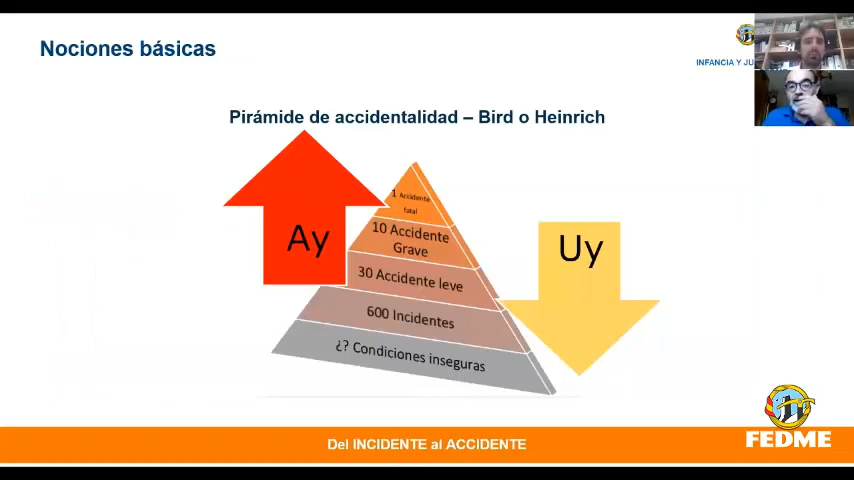 Nociones básicas
INFANCIA Y JU
Pirámide de accidentalidad – Bird o Heinrich
Ay
Uy
1 Accidente
fatal
10 Accidente
Grave
30 Accidente leve
600 Incidentes
¿? Condiciones inseguras
FEDME
Del INCIDENTE al ACCIDENTE